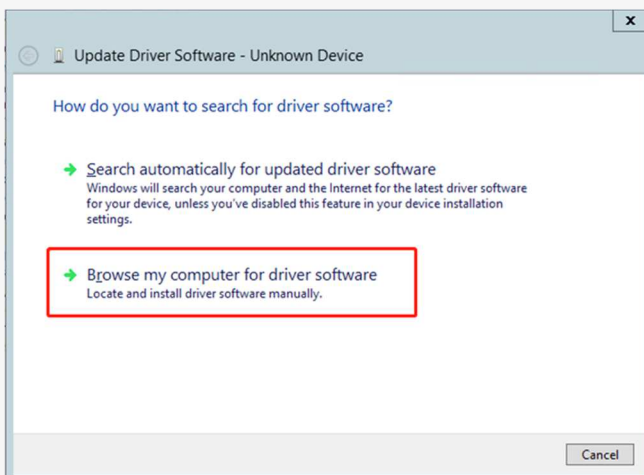 x
Update Driver Software - Unknown Device
How do you want to search for driver software?
Search automatically for updated driver software
Windows will search your computer and the Internet for the latest driver software
for your device, unless you've disabled this feature in your device installation
settings.
Browse my computer for driver software
Locate and install driver software manually.
Cancel